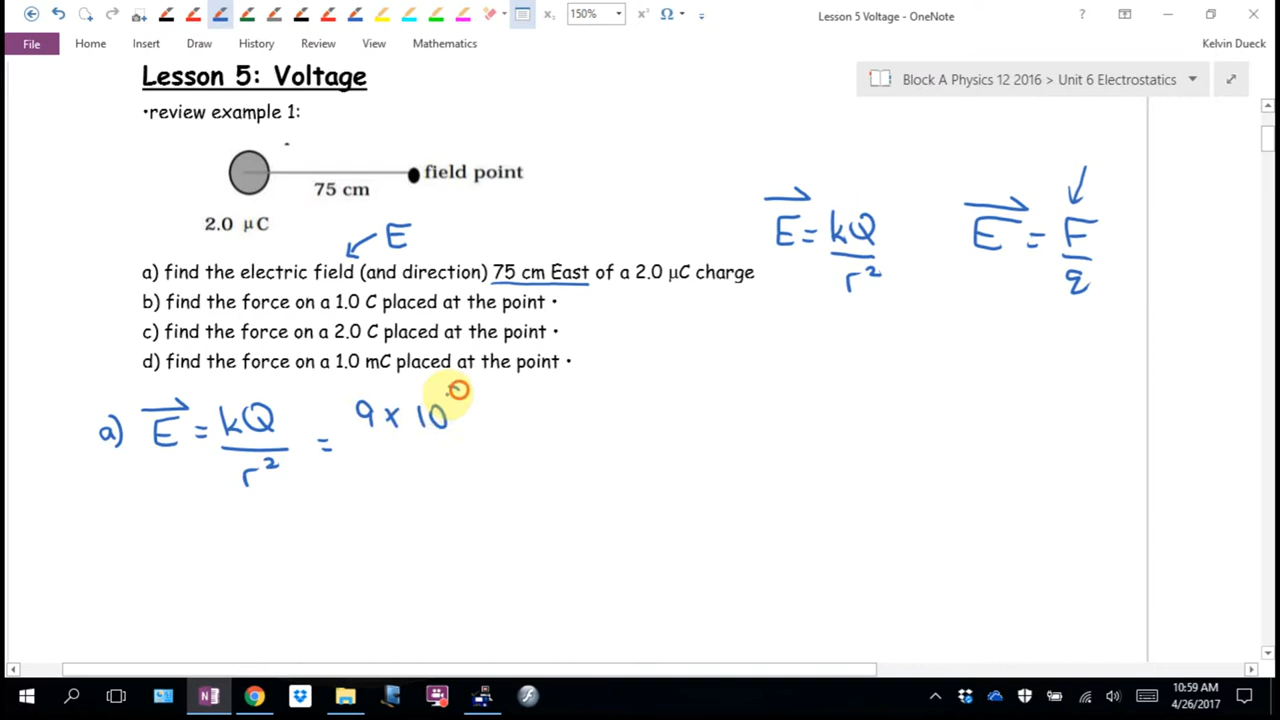 150%
Lesson 5 Voltage - OneNote
File Home Insert Draw History Review View Mathematics
Kelvin Dueck
Block A Physics 12 2016 > Unit 6 Electrostatics
Lesson 5: Voltage
•review example 1:
field point
75 cm
2.0 μC
E
E = kQ
r²
E = F
q
a) find the electric field (and direction) 75 cm East of a 2.0 μC charge
b) find the force on a 1.0 C placed at the point •
c) find the force on a 2.0 C placed at the point •
d) find the force on a 1.0 mC placed at the point •
a) E = kQ = 9 x 10
r²
10:59 AM
4/26/2017